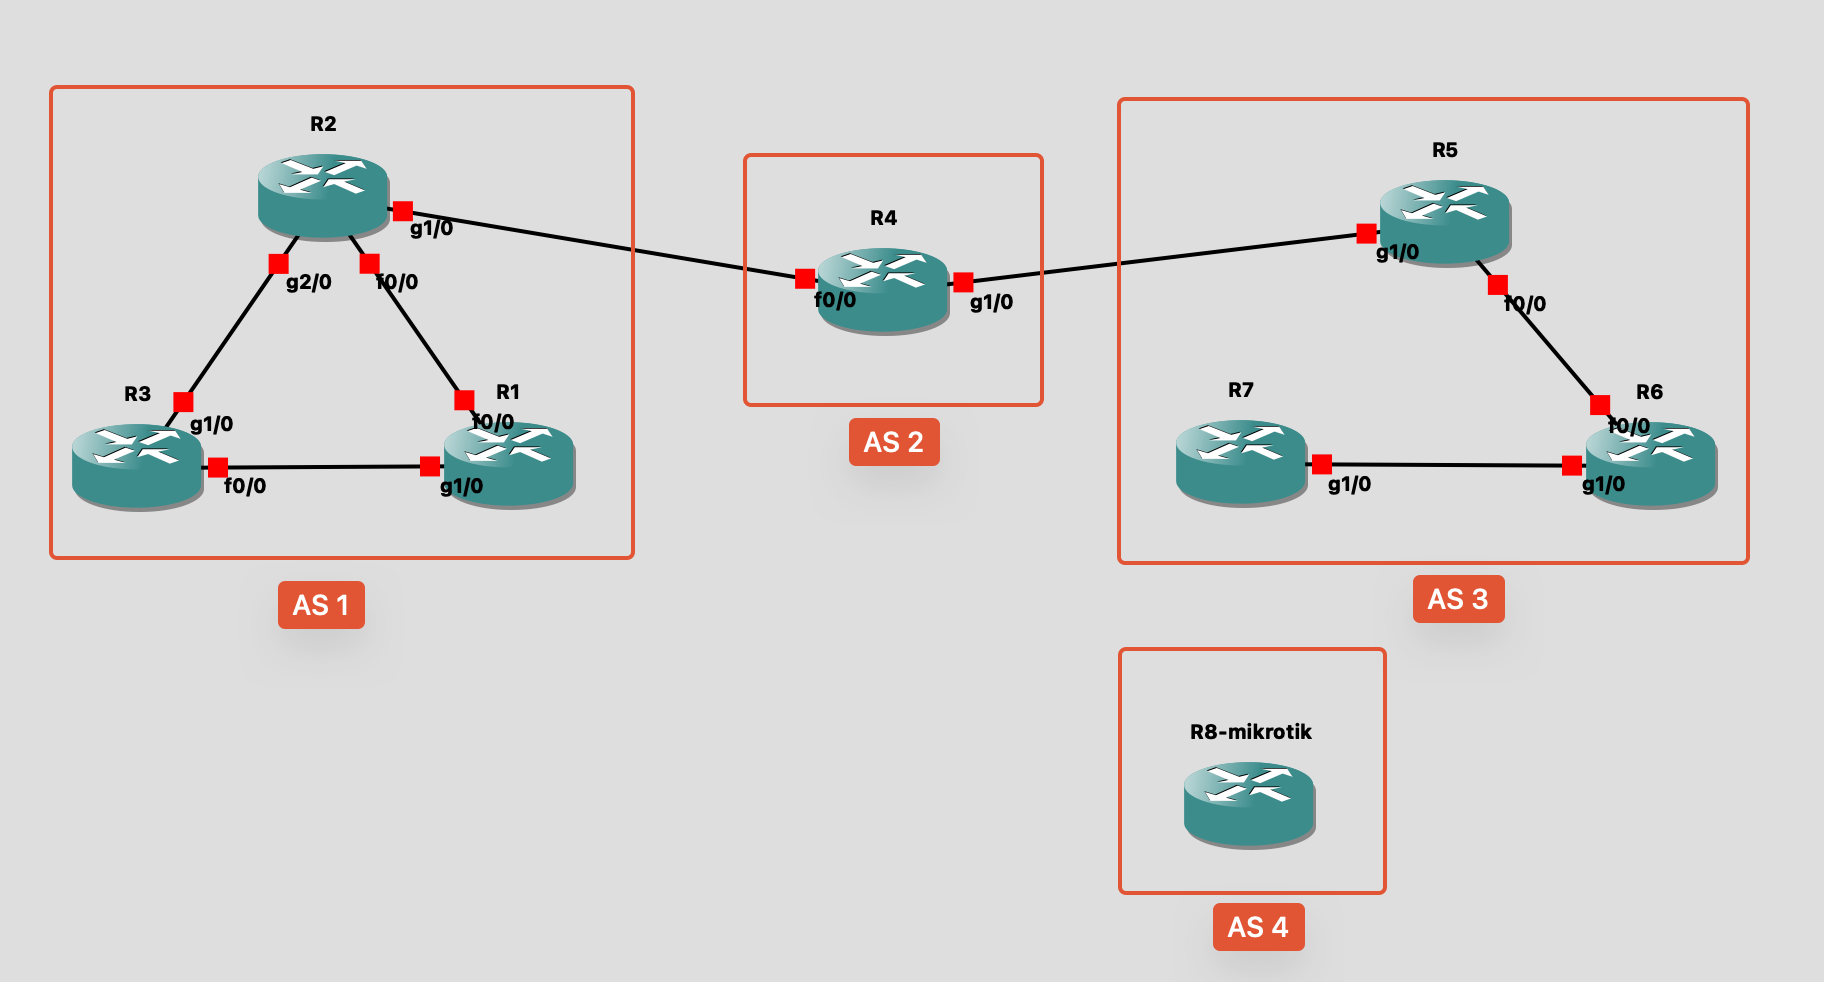 R2
g1/0
g2/0
f0/0
R3
g1/0
f0/0
R1
f0/0
g1/0
AS 1
R4
f0/0
g1/0
AS 2
R5
g1/0
f0/0
R7
g1/0
R6
f0/0
g1/0
AS 3
R8-mikrotik
AS 4